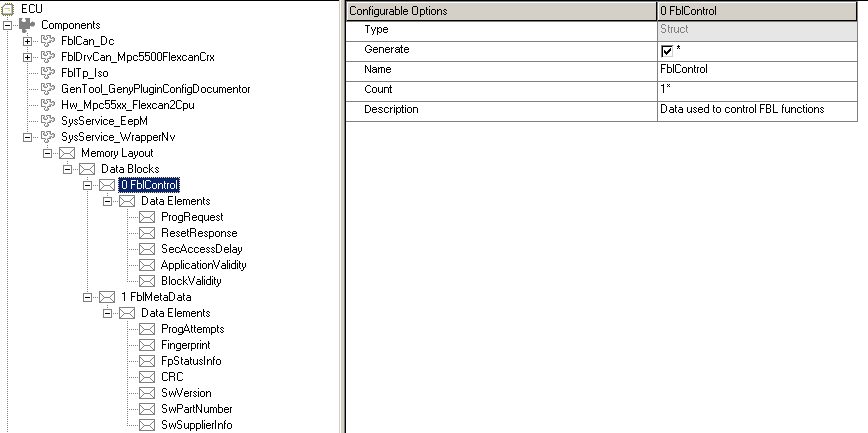 ECU
Components
FblCan_Dc
FblDrvCan_Mpc5500FlexcanCrx
FblTp_Iso
GenTool_GenyPluginConfigDocumentor
Hw_Mpc55xx_Flexcan2Cpu
SysService_EepM
SysService_WrapperNv
Memory Layout
Data Blocks
0 FblControl
Data Elements
ProgRequest
ResetResponse
SecAccessDelay
ApplicationValidity
BlockValidity
1 FblMetaData
Data Elements
ProgAttempts
Fingerprint
FpStatusInfo
CRC
SwVersion
SwPartNumber
SwSupplierInfo
Configurable Options 0 FblControl
Type Struct
Generate *
Name FblControl
Count 1*
Description Data used to control FBL functions